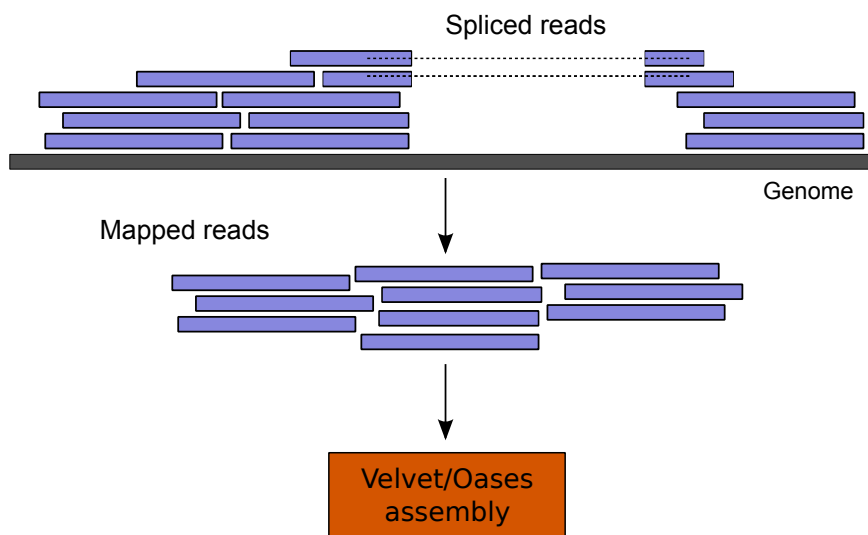 Spliced reads
Genome
Mapped reads
Velvet/Oases
assembly